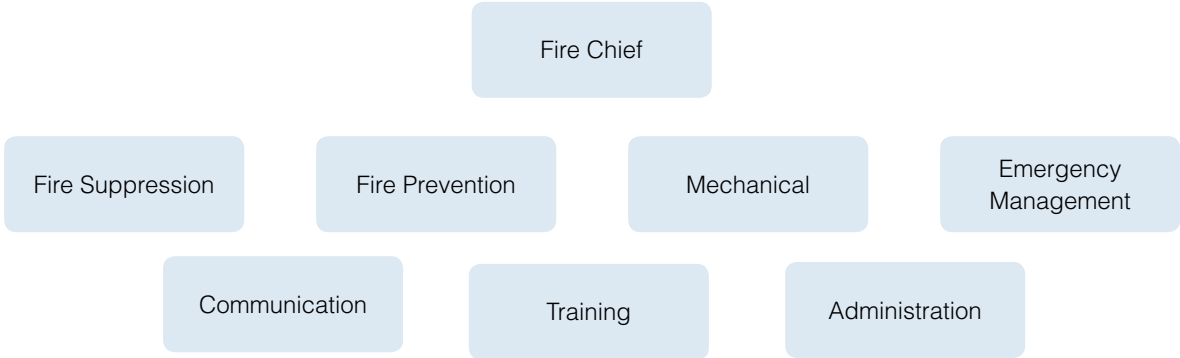 Fire Chief
Fire Suppression
Fire Prevention
Mechanical
Emergency
Management
Communication
Training
Administration